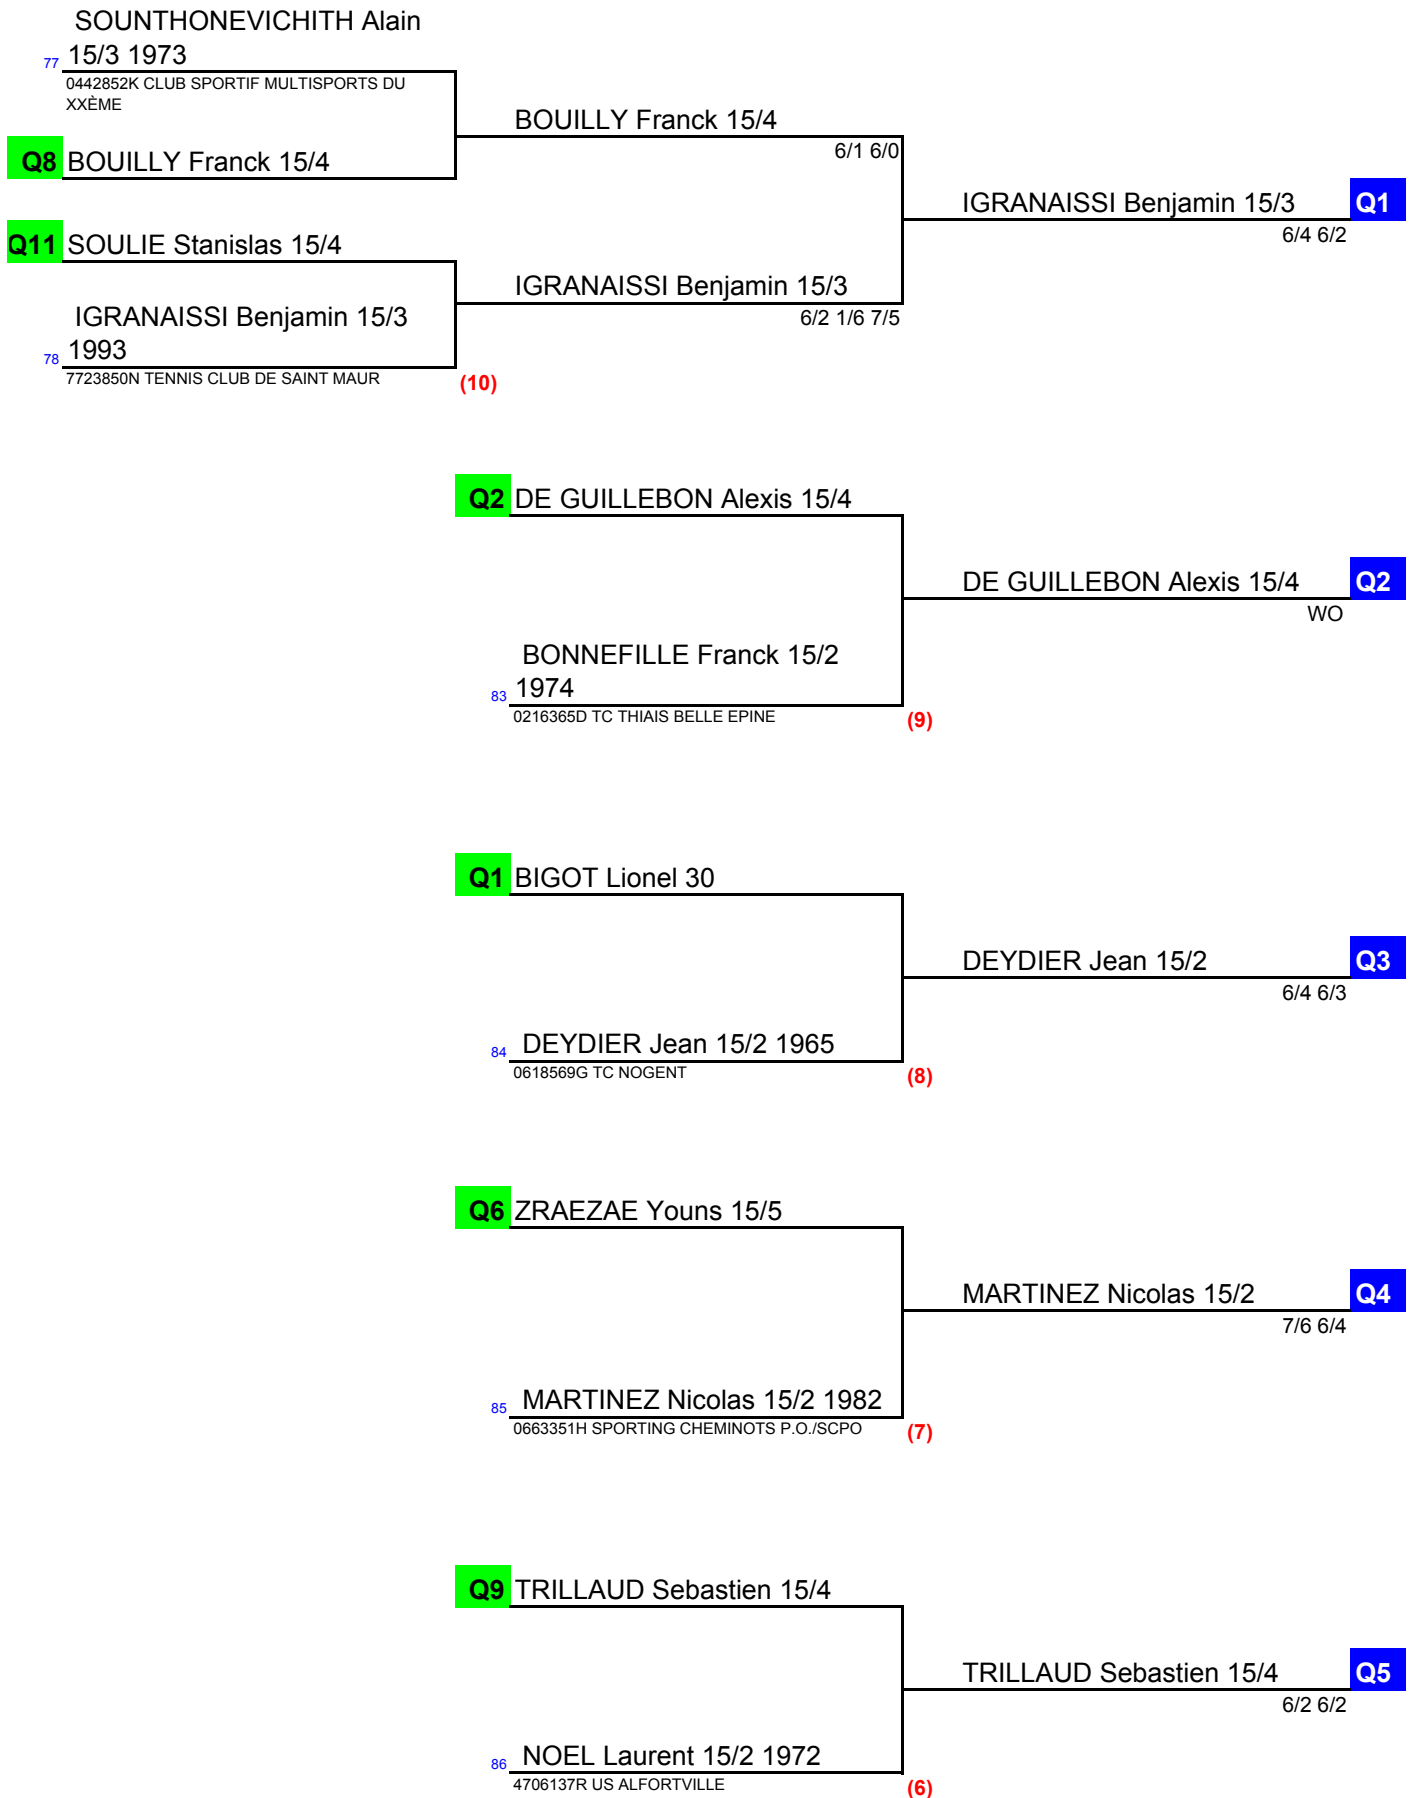 SOUNTHONEVICHITH Alain
77 15/3 1973
0442852K CLUB SPORTIF MULTISPORTS DU
XXÈME
BOUILLY Franck 15/4
6/1 6/0
Q8 BOUILLY Franck 15/4
IGRANAISSI Benjamin 15/3 Q1
6/4 6/2
Q11 SOULIE Stanislas 15/4
IGRANAISSI Benjamin 15/3
6/2 1/6 7/5
IGRANAISSI Benjamin 15/3
78 1993
7723850N TENNIS CLUB DE SAINT MAUR
(10)
Q2 DE GUILLEBON Alexis 15/4
DE GUILLEBON Alexis 15/4 Q2
WO
BONNEFILLE Franck 15/2
83 1974
0216365D TC THIAIS BELLE EPINE
(9)
Q1 BIGOT Lionel 30
DEYDIER Jean 15/2 Q3
6/4 6/3
84 DEYDIER Jean 15/2 1965
0618569G TC NOGENT
(8)
Q6 ZRAEZAE Youns 15/5
MARTINEZ Nicolas 15/2 Q4
7/6 6/4
85 MARTINEZ Nicolas 15/2 1982
0663351H SPORTING CHEMINOTS P.O./SCPO
(7)
Q9 TRILLAUD Sebastien 15/4
TRILLAUD Sebastien 15/4 Q5
6/2 6/2
86 NOEL Laurent 15/2 1972
4706137R US ALFORTVILLE
(6)